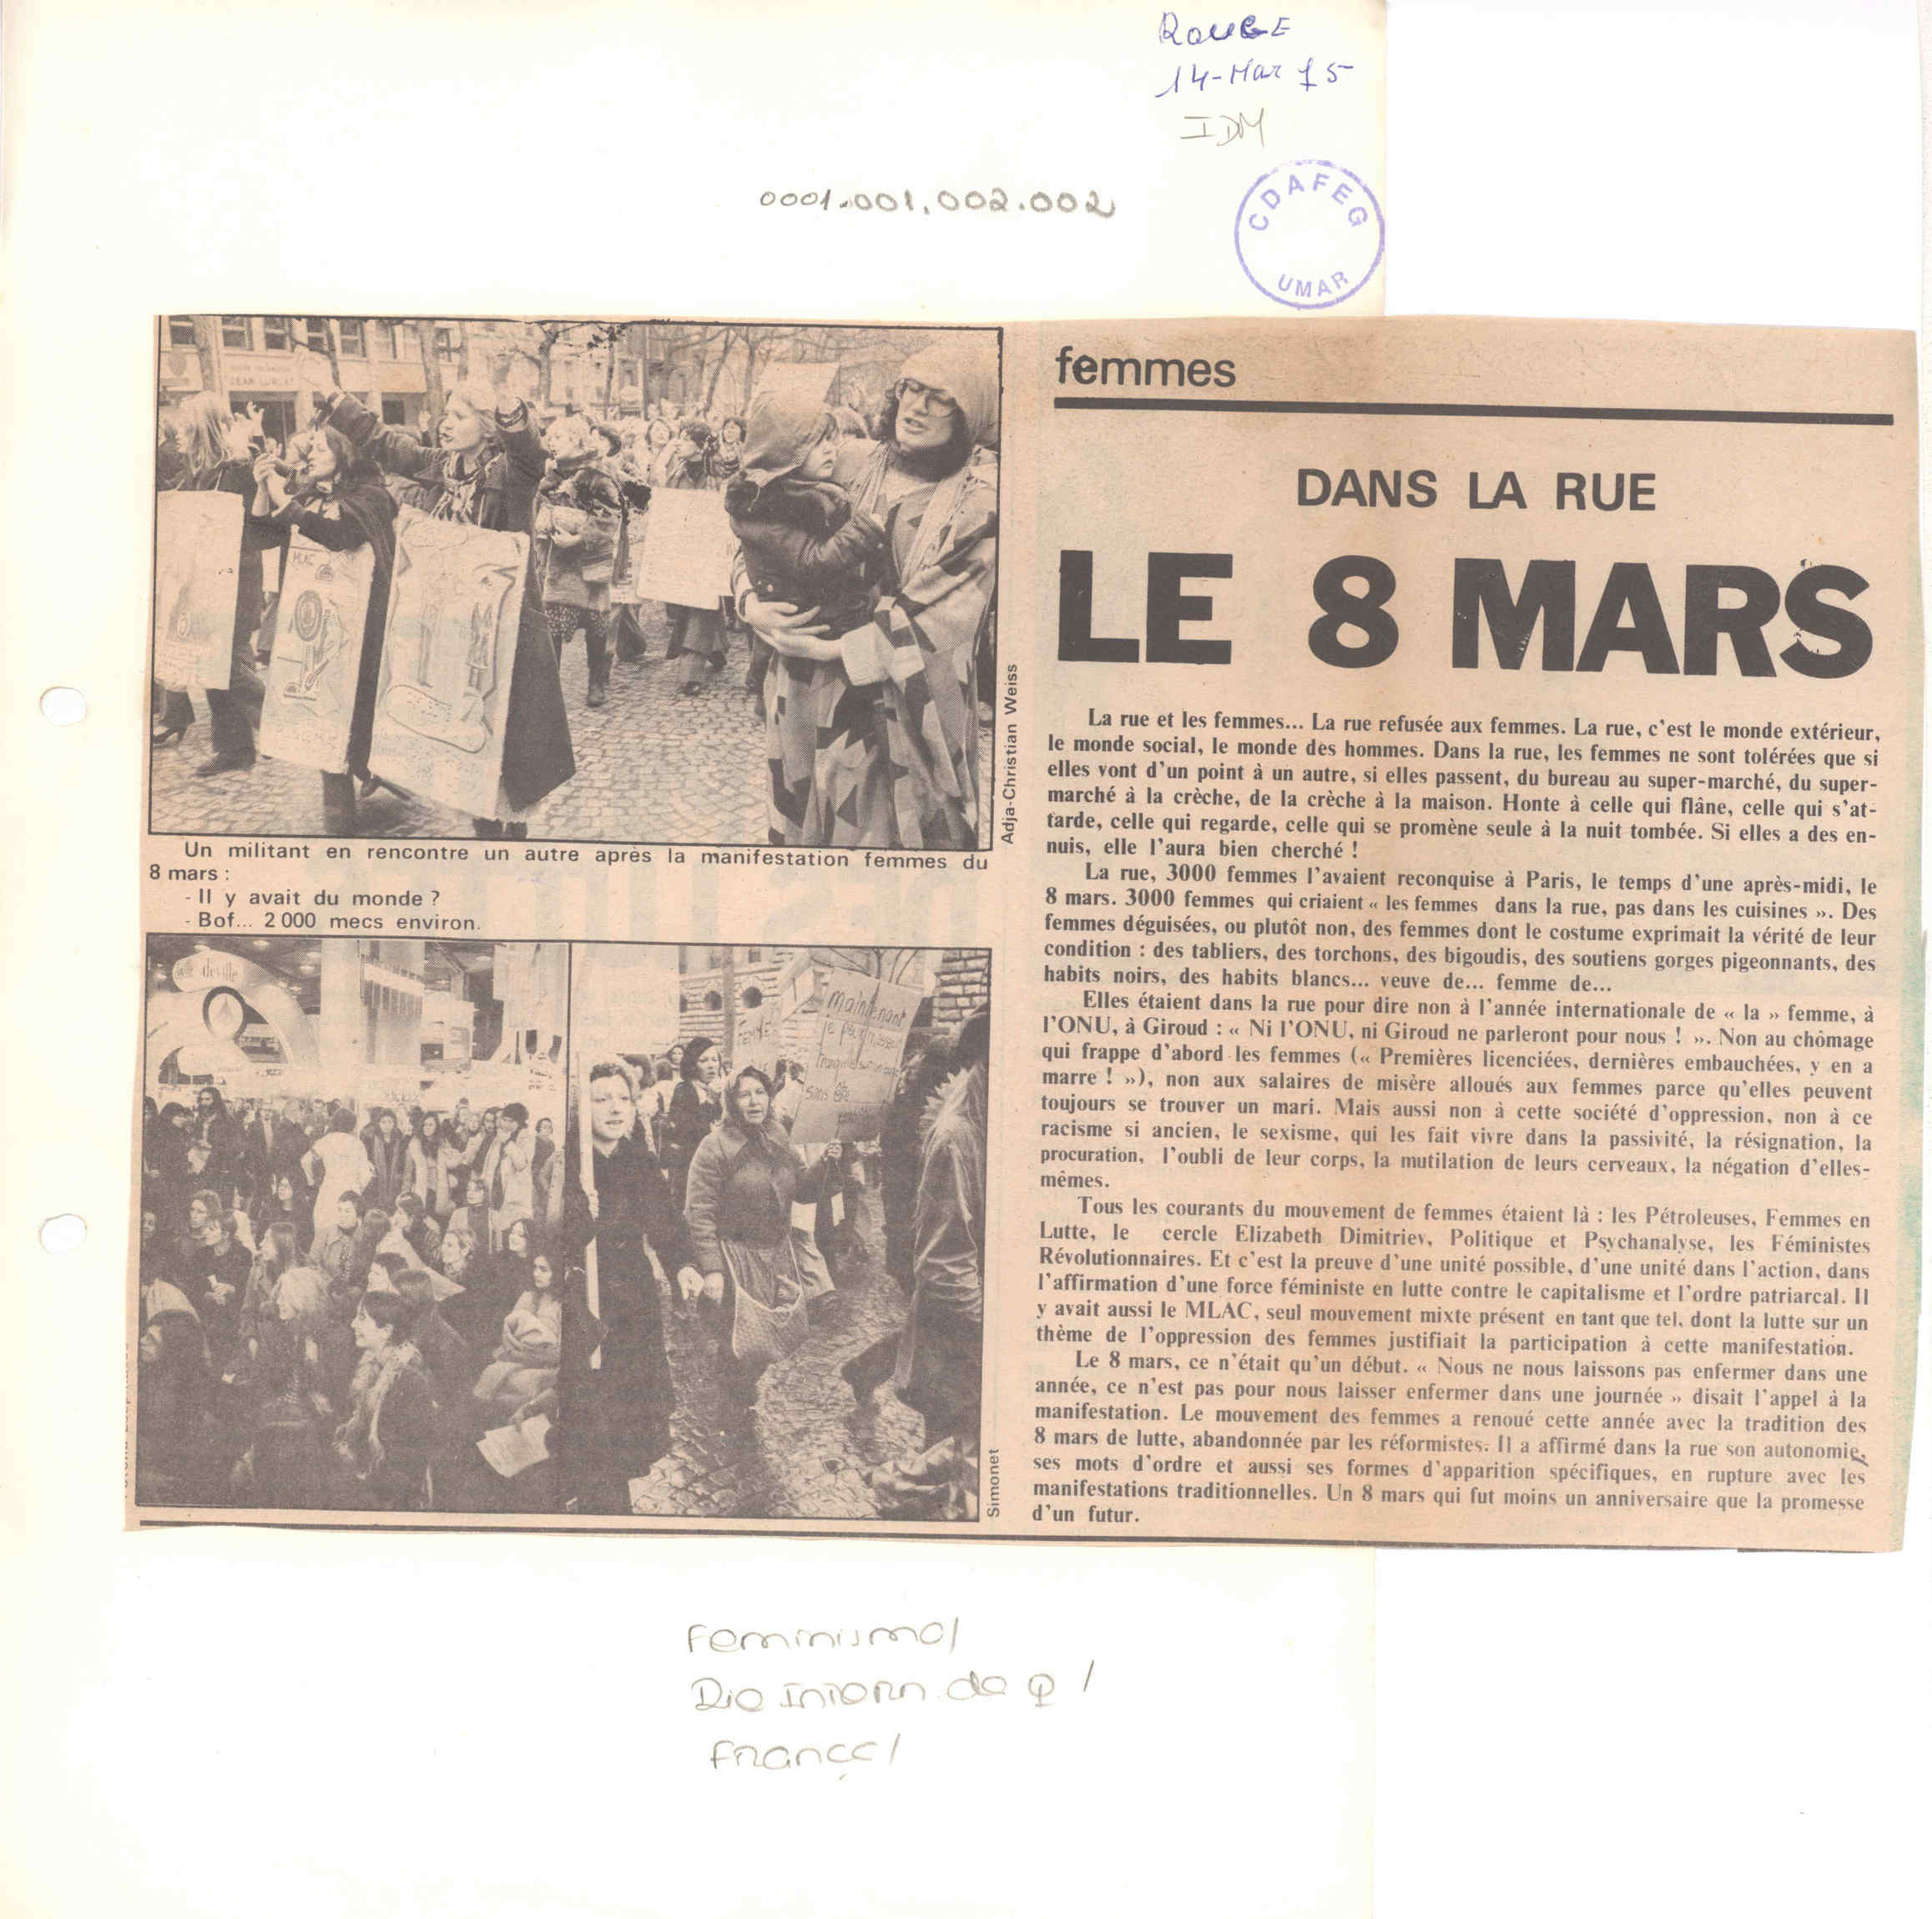 ROUGE
14-Mar 75
IDM
0001.001.002.002
CDAFEG
UMAR
JEAN LURÇAT
MLAC
Adja-Christian Weiss
Un militant en rencontre un autre après la manifestation femmes du
8 mars :
- Il y avait du monde ?
- Bof... 2 000 mecs environ.
maintenant
sans être
Simonet
femmes
DANS LA RUE
LE 8 MARS
La rue et les femmes... La rue refusée aux femmes. La rue, c'est le monde extérieur,
le monde social, le monde des hommes. Dans la rue, les femmes ne sont tolérées que si
elles vont d'un point à un autre, si elles passent, du bureau au super-marché, du super-
marché à la crèche, de la crèche à la maison. Honte à celle qui flâne, celle qui s'at-
tarde, celle qui regarde, celle qui se promène seule à la nuit tombée. Si elles a des en-
nuis, elle l'aura bien cherché !
La rue, 3000 femmes l'avaient reconquise à Paris, le temps d'une après-midi, le
8 mars. 3000 femmes qui criaient « les femmes dans la rue, pas dans les cuisines ». Des
femmes déguisées, ou plutôt non, des femmes dont le costume exprimait la vérité de leur
condition : des tabliers, des torchons, des bigoudis, des soutiens gorges pigeonnants, des
habits noirs, des habits blancs... veuve de... femme de...
Elles étaient dans la rue pour dire non à l'année internationale de « la » femme, à
l'ONU, à Giroud : « Ni l'ONU, ni Giroud ne parleront pour nous ! ». Non au chômage
qui frappe d'abord les femmes (« Premières licenciées, dernières embauchées, y en a
marre ! »), non aux salaires de misère alloués aux femmes parce qu'elles peuvent
toujours se trouver un mari. Mais aussi non à cette société d'oppression, non à ce
racisme si ancien, le sexisme, qui les fait vivre dans la passivité, la résignation, la
procuration, l'oubli de leur corps, la mutilation de leurs cerveaux, la négation d'elles-
mêmes.
Tous les courants du mouvement de femmes étaient là : les Pétroleuses, Femmes en
Lutte, le cercle Elizabeth Dimitriev, Politique et Psychanalyse, les Féministes
Révolutionnaires. Et c'est la preuve d'une unité possible, d'une unité dans l'action, dans
l'affirmation d'une force féministe en lutte contre le capitalisme et l'ordre patriarcal. Il
y avait aussi le MLAC, seul mouvement mixte présent en tant que tel, dont la lutte sur un
thème de l'oppression des femmes justifiait la participation à cette manifestation.
Le 8 mars, ce n'était qu'un début. « Nous ne nous laissons pas enfermer dans une
année, ce n'est pas pour nous laisser enfermer dans une journée » disait l'appel à la
manifestation. Le mouvement des femmes a renoué cette année avec la tradition des
8 mars de lutte, abandonnée par les réformistes. Il a affirmé dans la rue son autonomie,
ses mots d'ordre et aussi ses formes d'apparition spécifiques, en rupture avec les
manifestations traditionnelles. Un 8 mars qui fut moins un anniversaire que la promesse
d'un futur.
Feminismo/
Dia Intern. da ♀ /
França/